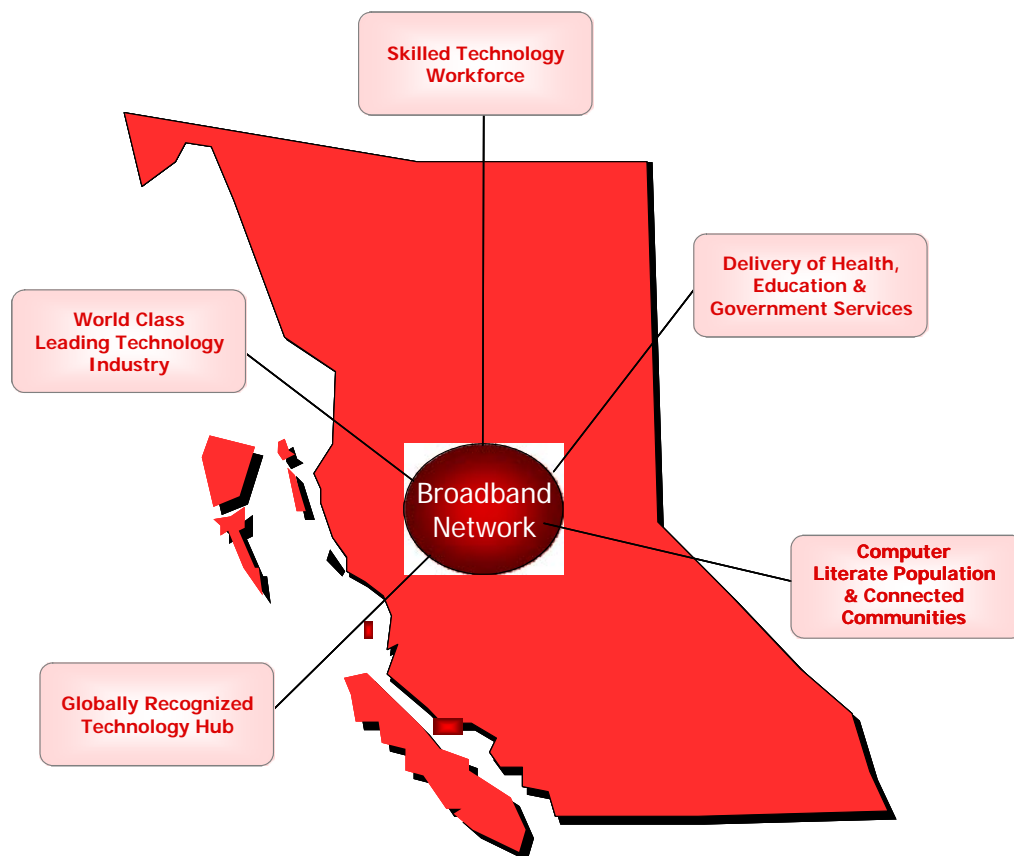 Skilled Technology
Workforce
Delivery of Health,
Education &
Government Services
World Class
Leading Technology
Industry
Broadband
Network
Computer
Literate Population
& Connected
Communities
Globally Recognized
Technology Hub